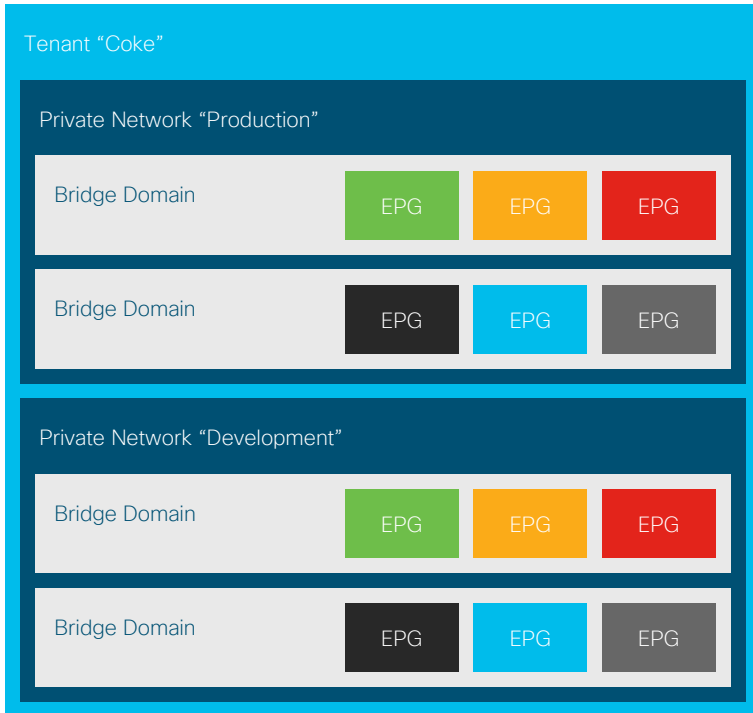 Tenant “Coke”
Private Network “Production”
Bridge Domain EPG EPG EPG
Bridge Domain EPG EPG EPG
Private Network “Development”
Bridge Domain EPG EPG EPG
Bridge Domain EPG EPG EPG